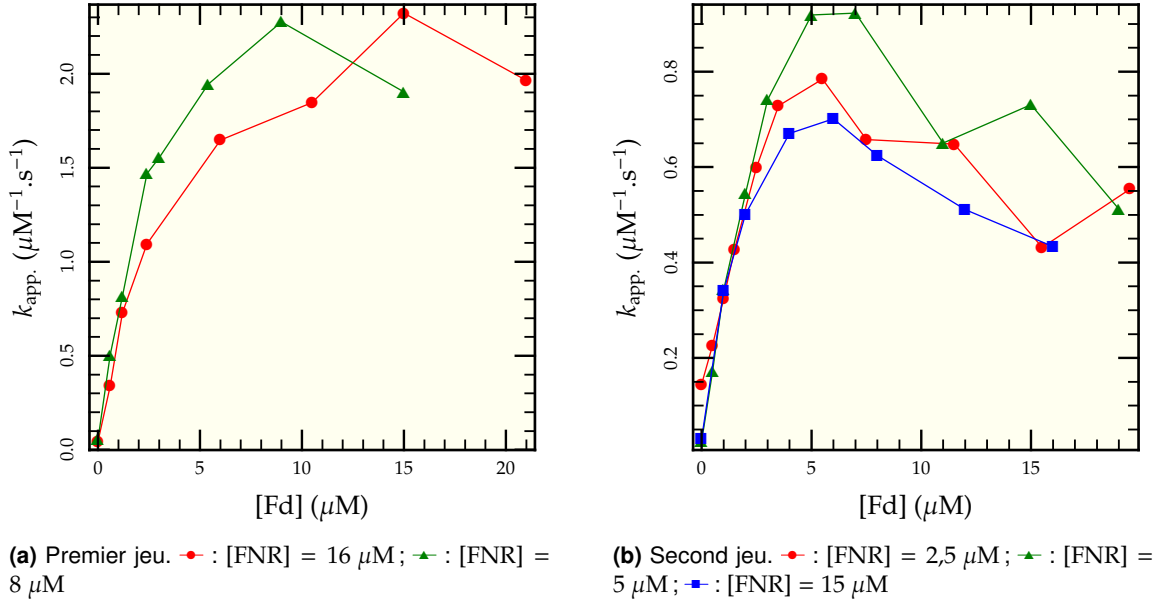 2.0
1.5
1.0
0.5
0.0
k_app. (μM⁻¹.s⁻¹)
0 5 10 15 20
[Fd] (μM)
(a) Premier jeu. : [FNR] = 16 μM ; : [FNR] =
8 μM
0.8
0.6
0.4
0.2
k_app. (μM⁻¹.s⁻¹)
0 5 10 15
[Fd] (μM)
(b) Second jeu. : [FNR] = 2,5 μM ; : [FNR] =
5 μM ; : [FNR] = 15 μM